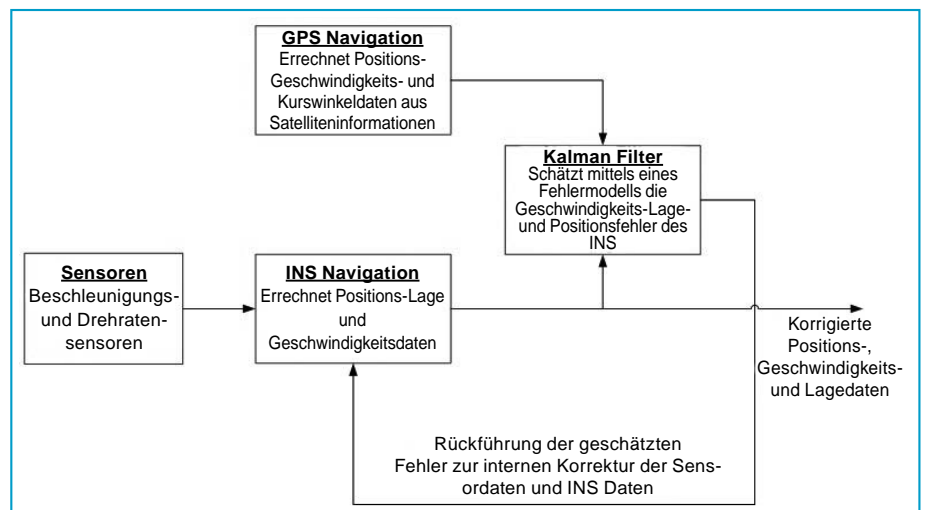 GPS Navigation
Errechnet Positions-
Geschwindigkeits- und
Kurswinkeldaten aus
Satelliteninformationen
Kalman Filter
Schätzt mittels eines
Fehlermodells die
Geschwindigkeits-Lage-
und Positionsfehler des
INS
Sensoren
Beschleunigungs-
und Drehraten-
sensoren
INS Navigation
Errechnet Positions-Lage
und
Geschwindigkeitsdaten
Korrigierte
Positions-,
Geschwindigkeits-
und Lagedaten
Rückführung der geschätzten
Fehler zur internen Korrektur der Sens-
ordaten und INS Daten